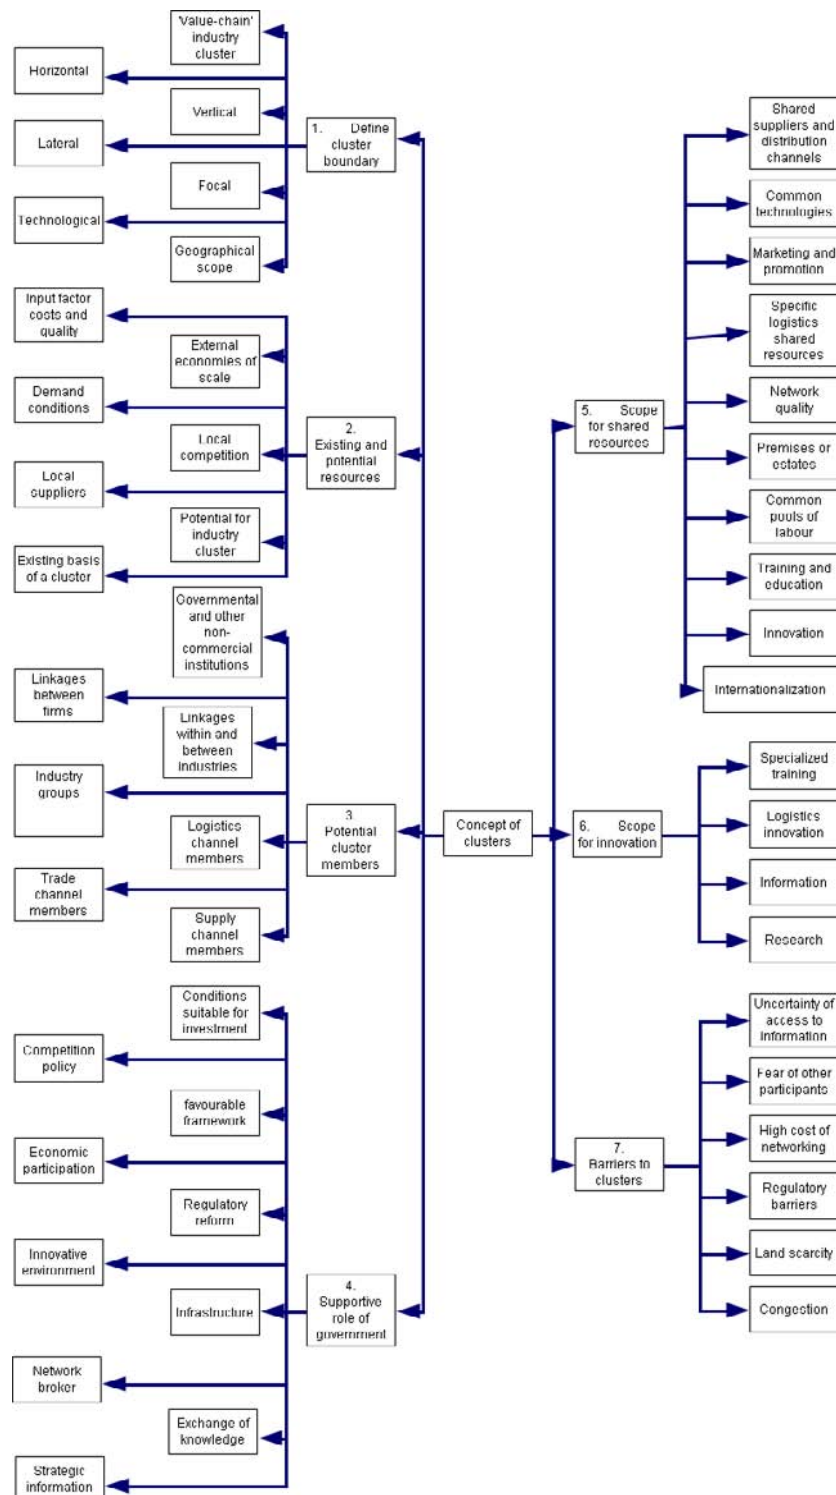 'Value-chain'
industry
cluster
Horizontal
Vertical
Lateral
Focal
Technological
Geographical
scope
1. Define
cluster
boundary
Input factor
costs and
quality
External
economies of
scale
Demand
conditions
Local
competition
Local
suppliers
Potential for
industry
cluster
Existing basis
of a cluster
2.
Existing and
potential
resources
Governmental
and other
non-
commercial
institutions
Linkages
between
firms
Linkages
within and
between
industries
Industry
groups
Logistics
channel
members
Trade
channel
members
Supply
channel
members
3.
Potential
cluster
members
Conditions
suitable for
investment
Competition
policy
favourable
framework
Economic
participation
Regulatory
reform
Innovative
environment
Infrastructure
Network
broker
Exchange of
knowledge
Strategic
information
4.
Supportive
role of
government
Concept of
clusters
5. Scope
for shared
resources
Shared
suppliers and
distribution
channels
Common
technologies
Marketing and
promotion
Specific
logistics
shared
resources
Network
quality
Premises or
estates
Common
pools of
labour
Training and
education
Innovation
Internationalization
6. Scope
for innovation
Specialized
training
Logistics
innovation
Information
Research
7.
Barriers to
clusters
Uncertainty of
access to
information
Fear of other
participants
High cost of
networking
Regulatory
barriers
Land scarcity
Congestion